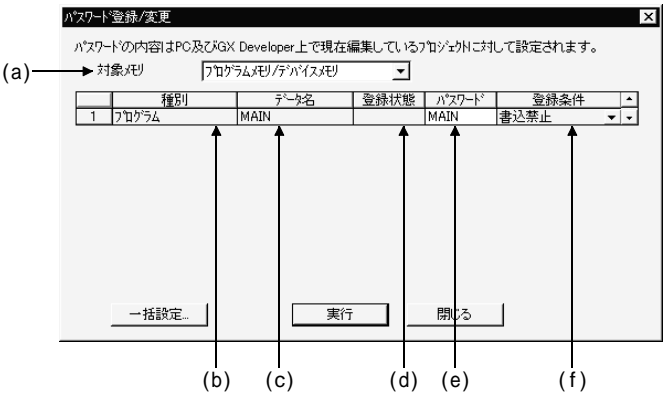 パスワード登録/変更
パスワードの内容はPC及びGX Developer上で現在編集しているプロジェクトに対して設定されます。
(a) 対象メモリ プログラムメモリ/デバイスメモリ
種別 データ名 登録状態 パスワード 登録条件
1 プログラム MAIN MAIN 書込禁止
一括設定... 実行 閉じる
(b) (c) (d) (e) (f)